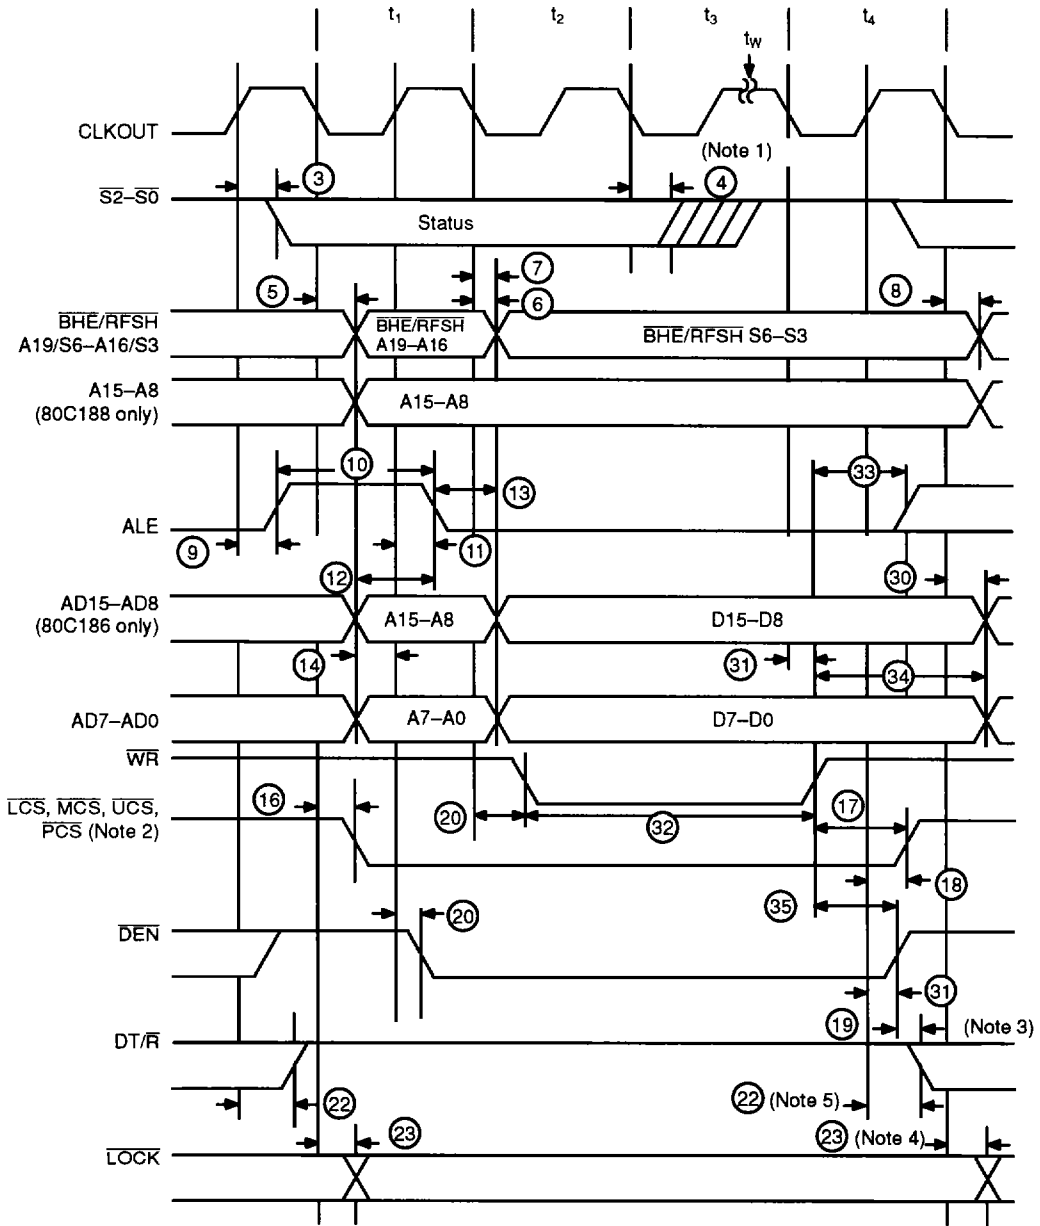 t1 t2 t3 t4
tW
CLKOUT
(Note 1)
3 4
S2–S0
Status
7
5 6 8
BHE/RFSH
A19/S6–A16/S3
BHE/RFSH
A19–A16
BHE/RFSH S6–S3
A15–A8
(80C188 only)
A15–A8
10 33
13
ALE
9 11
12 30
AD15–AD8
(80C186 only)
A15–A8
D15–D8
14 31 34
AD7–AD0
A7–A0
D7–D0
WR
16 20 32 17
LCS, MCS, UCS,
PCS (Note 2)
18
20 35
DEN
31
19 (Note 3)
DT/R
22 22 (Note 5)
23 23 (Note 4)
LOCK